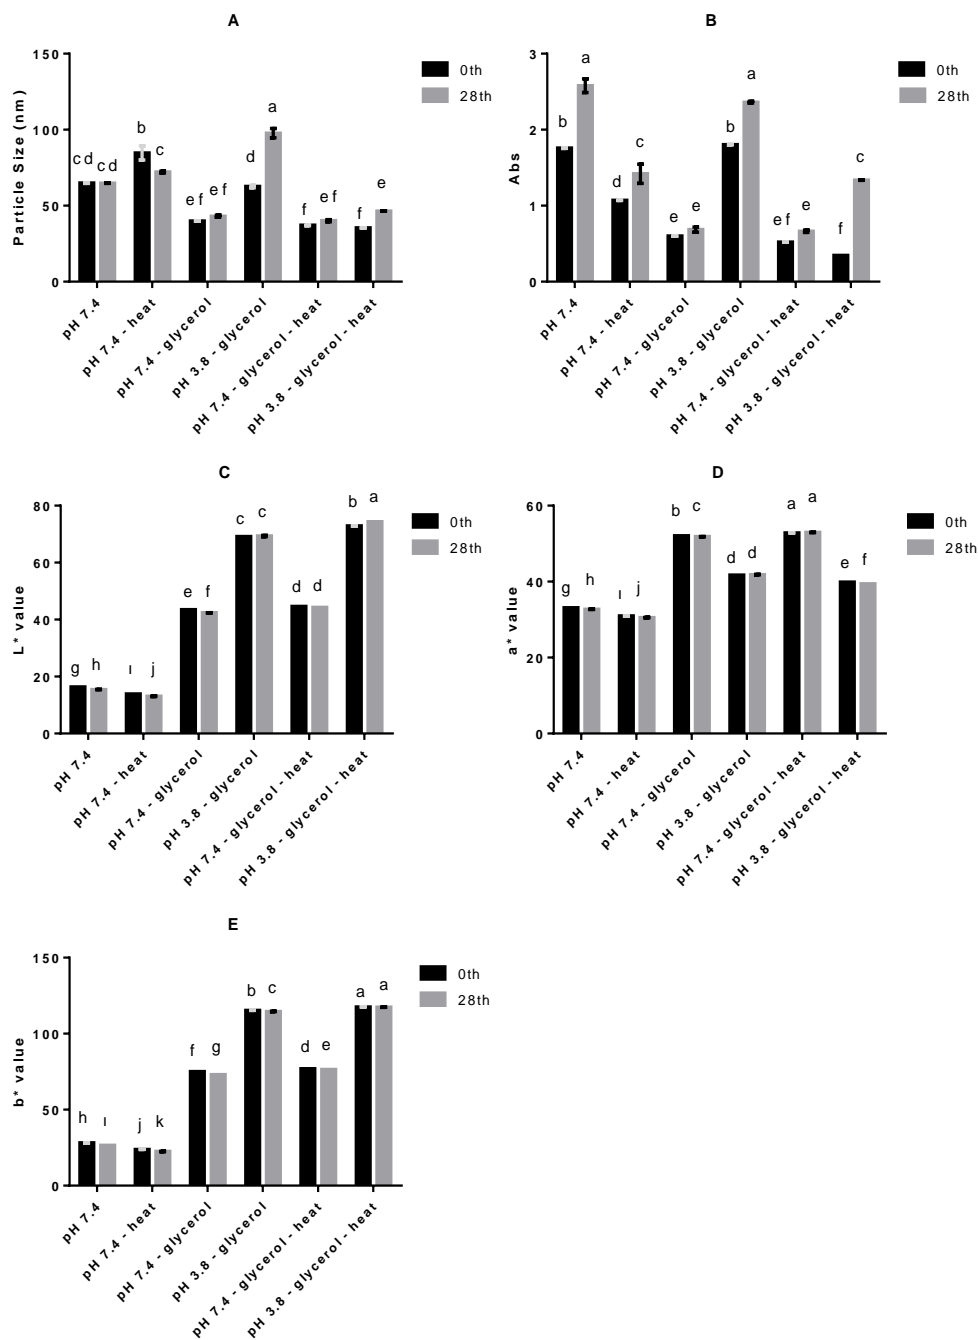 A
150
100
50
0
Particle Size (nm)
c d c d b c e f e f d a f e f f e
pH 7.4
pH 7.4 - heat
pH 7.4 - glycerol
pH 3.8 - glycerol
pH 7.4 - glycerol - heat
pH 3.8 - glycerol - heat
0th
28th
B
3
2
1
0
Abs
b a d c e e b a e f e f c
pH 7.4
pH 7.4 - heat
pH 7.4 - glycerol
pH 3.8 - glycerol
pH 7.4 - glycerol - heat
pH 3.8 - glycerol - heat
0th
28th
C
80
60
40
20
0
L* value
g h ı j e f c c d d b a
pH 7.4
pH 7.4 - heat
pH 7.4 - glycerol
pH 3.8 - glycerol
pH 7.4 - glycerol - heat
pH 3.8 - glycerol - heat
0th
28th
D
60
40
20
0
a* value
g h ı j b c d d a a e f
pH 7.4
pH 7.4 - heat
pH 7.4 - glycerol
pH 3.8 - glycerol
pH 7.4 - glycerol - heat
pH 3.8 - glycerol - heat
0th
28th
E
150
100
50
0
b* value
h ı j k f g b c d e a a
pH 7.4
pH 7.4 - heat
pH 7.4 - glycerol
pH 3.8 - glycerol
pH 7.4 - glycerol - heat
pH 3.8 - glycerol - heat
0th
28th